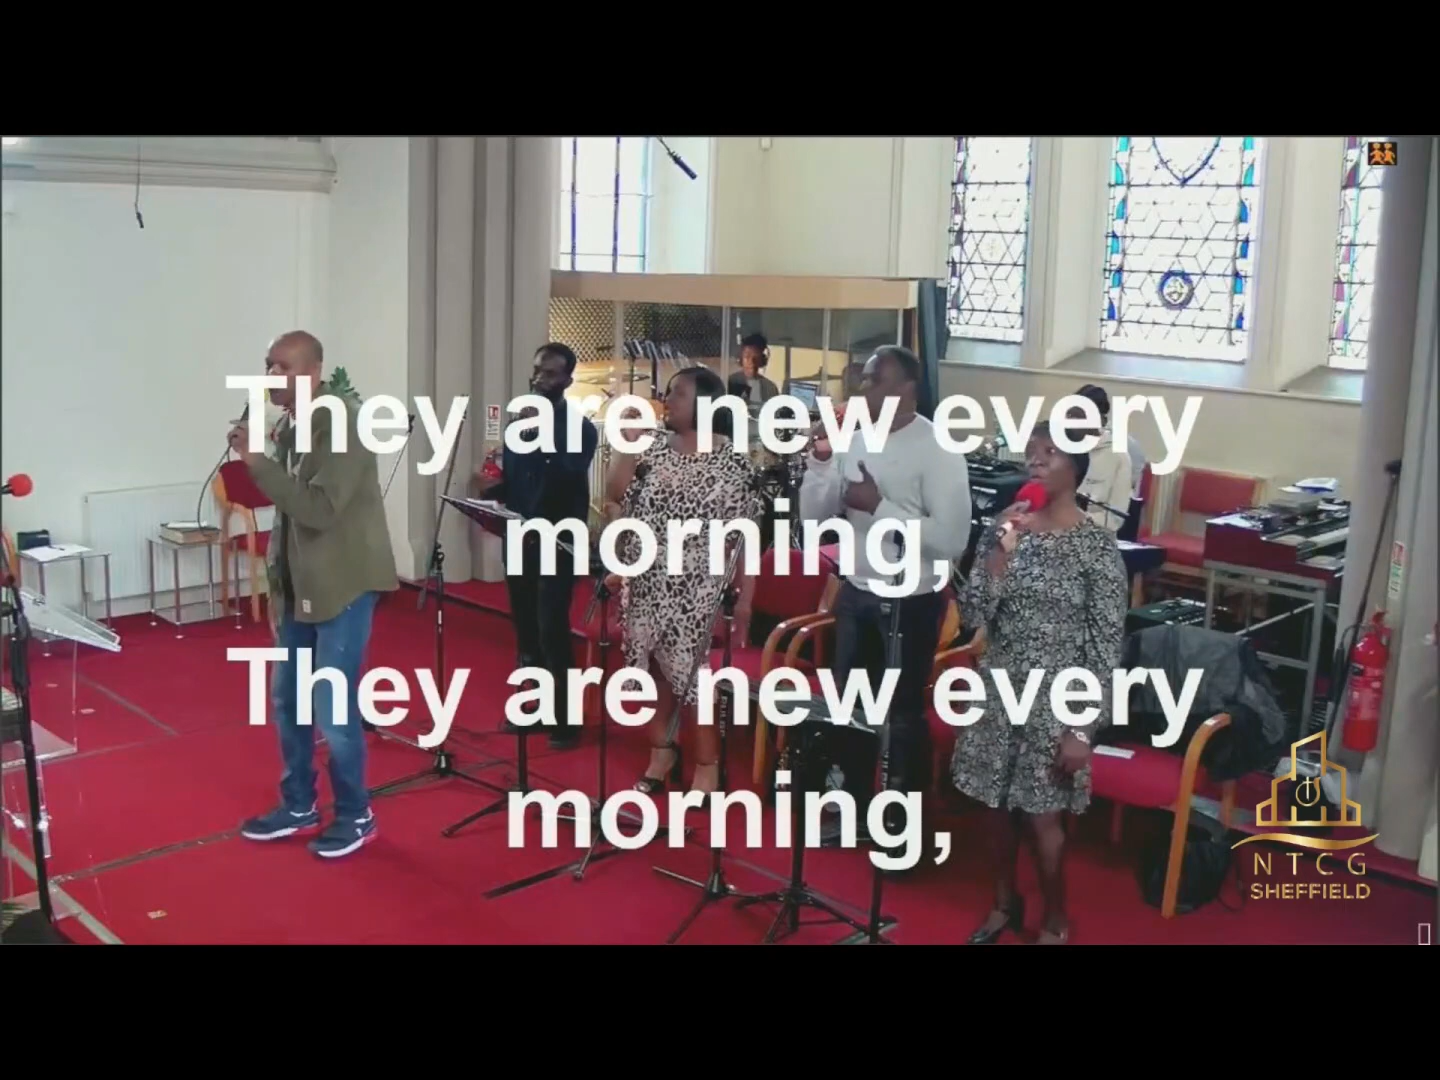 They are new every
morning,
They are new every
morning,
NTCG
SHEFFIELD